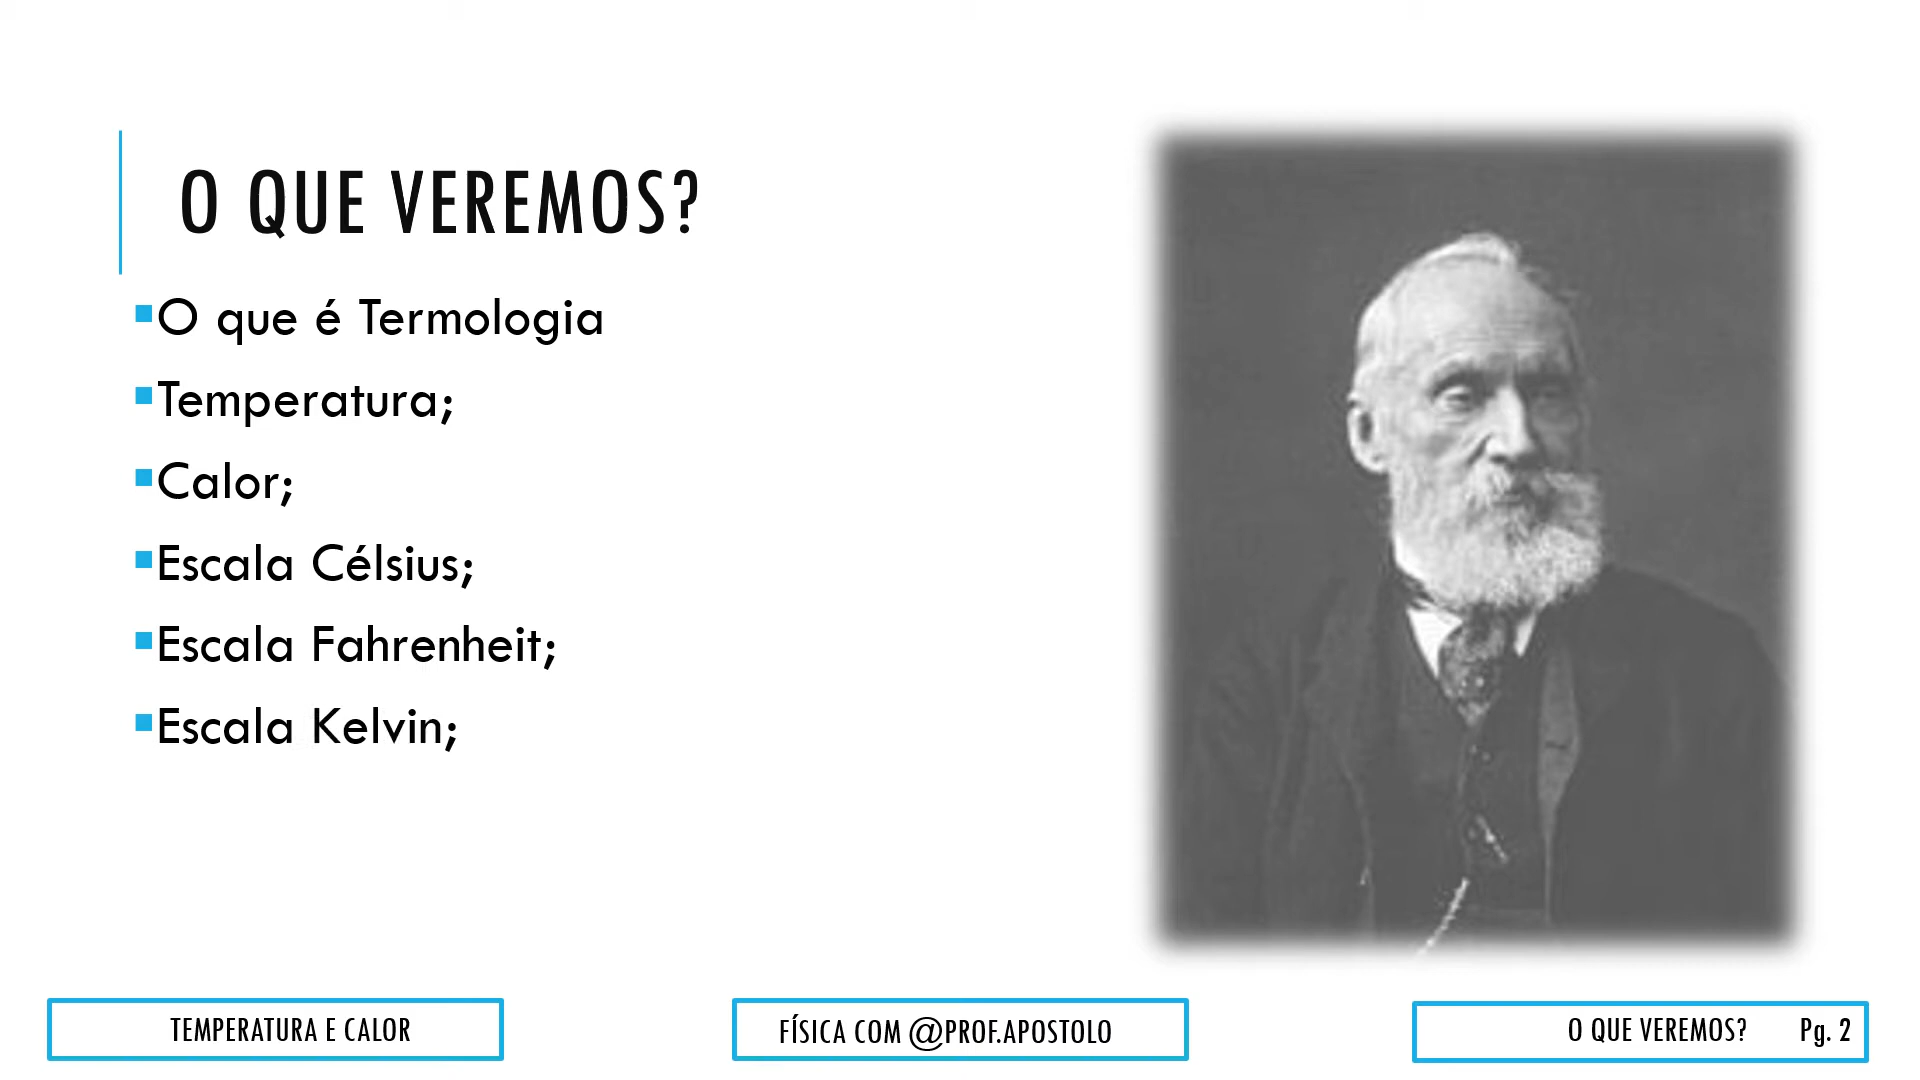 O QUE VEREMOS?
▪O que é Termologia
▪Temperatura;
▪Calor;
▪Escala Célsius;
▪Escala Fahrenheit;
▪Escala Kelvin;
TEMPERATURA E CALOR
FÍSICA COM @PROF.APOSTOLO
O QUE VEREMOS? Pg. 2